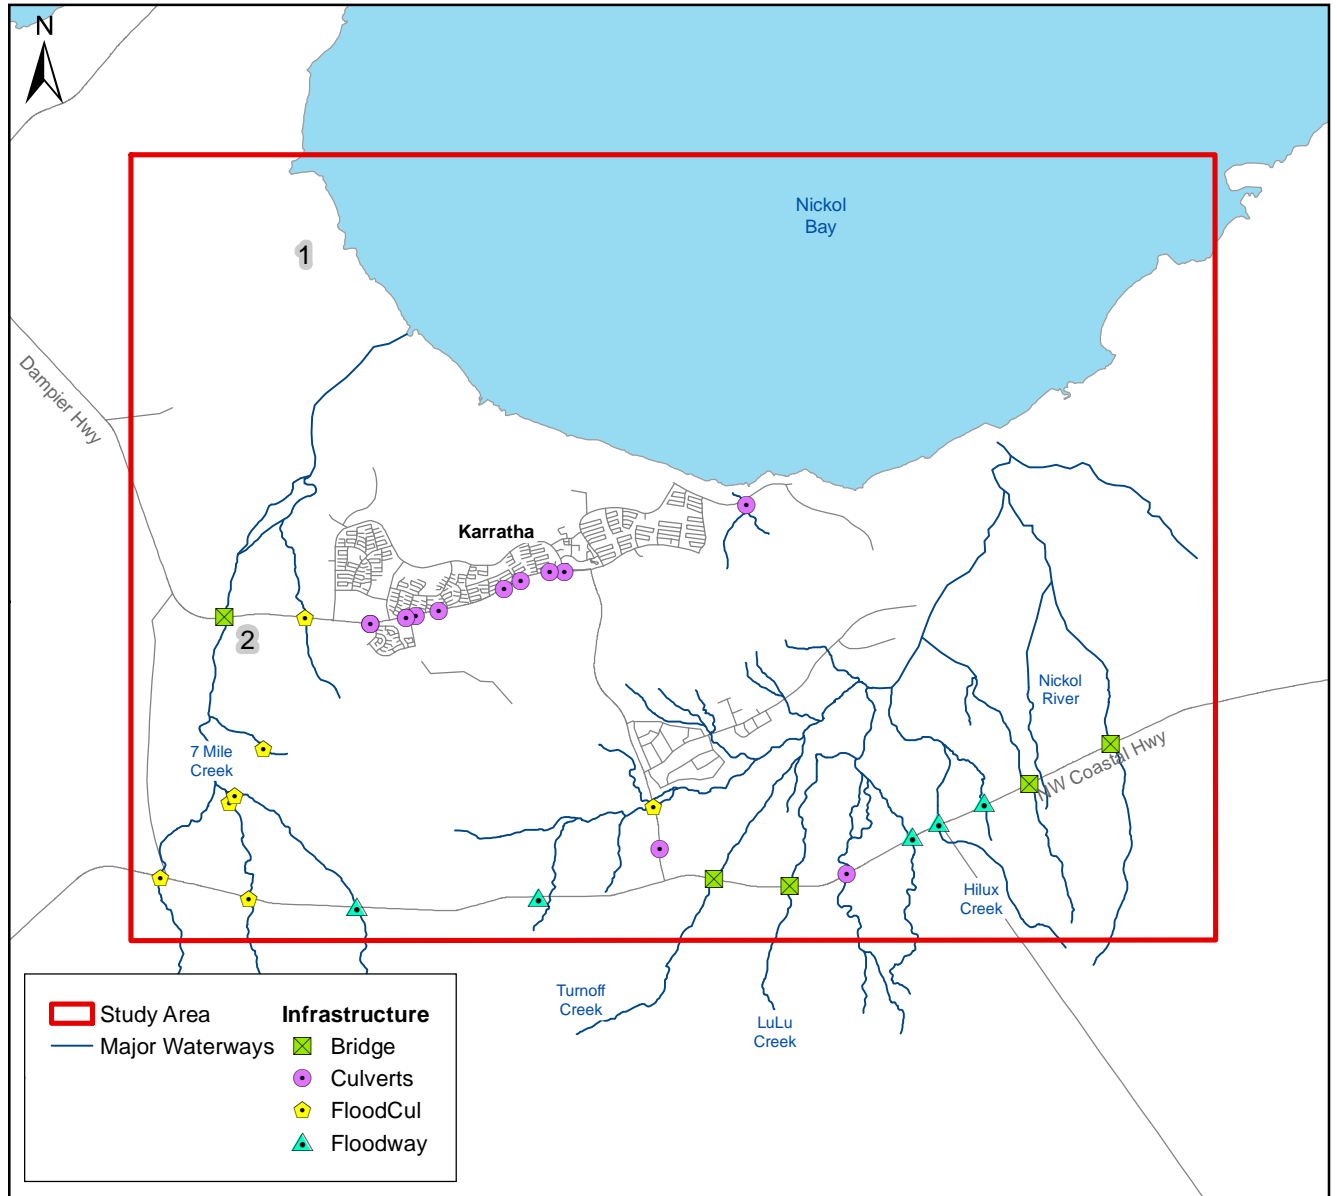 N
Nickol
Bay
1
Dampier Hwy
Karratha
2
Nickol
River
7 Mile
Creek
NW Coastal Hwy
Hilux
Creek
Turnoff
Creek
LuLu
Creek
Study Area
Major Waterways
Infrastructure
Bridge
Culverts
FloodCul
Floodway